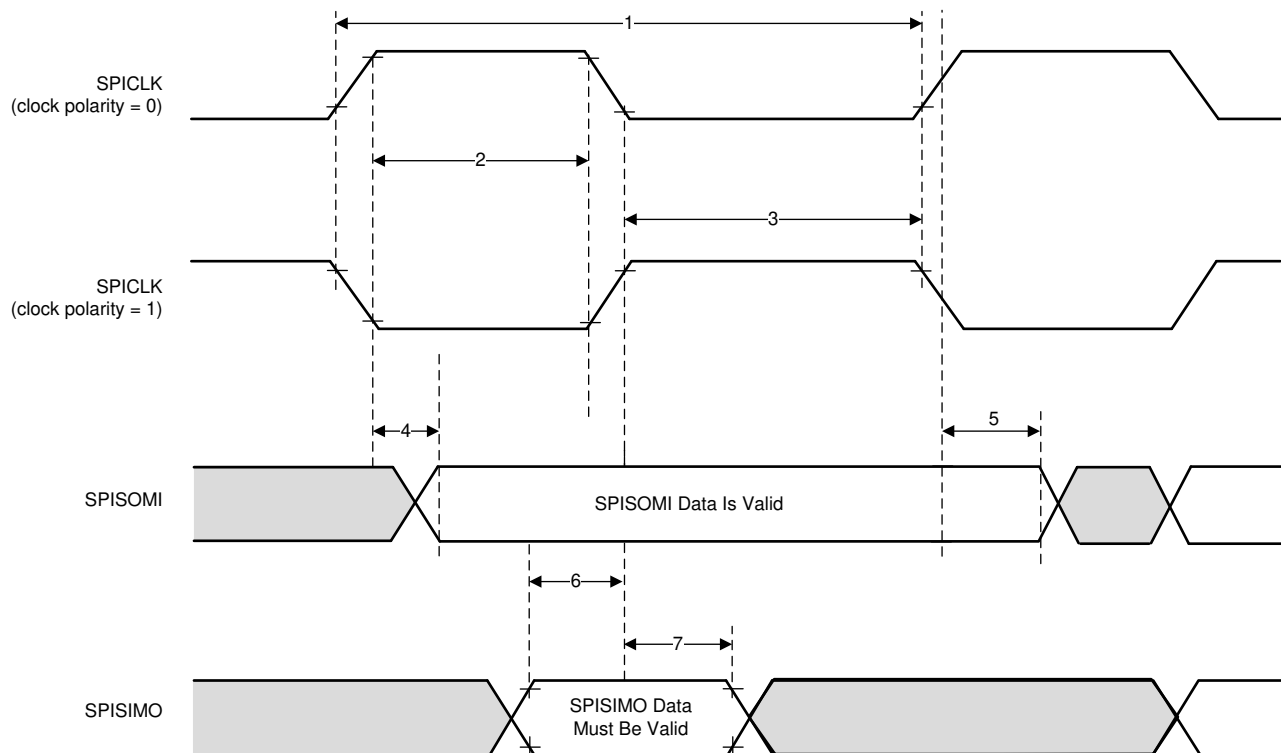 1
SPICLK
(clock polarity = 0)
2
3
SPICLK
(clock polarity = 1)
4
5
SPISOMI
SPISOMI Data Is Valid
6
7
SPISIMO
SPISIMO Data
Must Be Valid